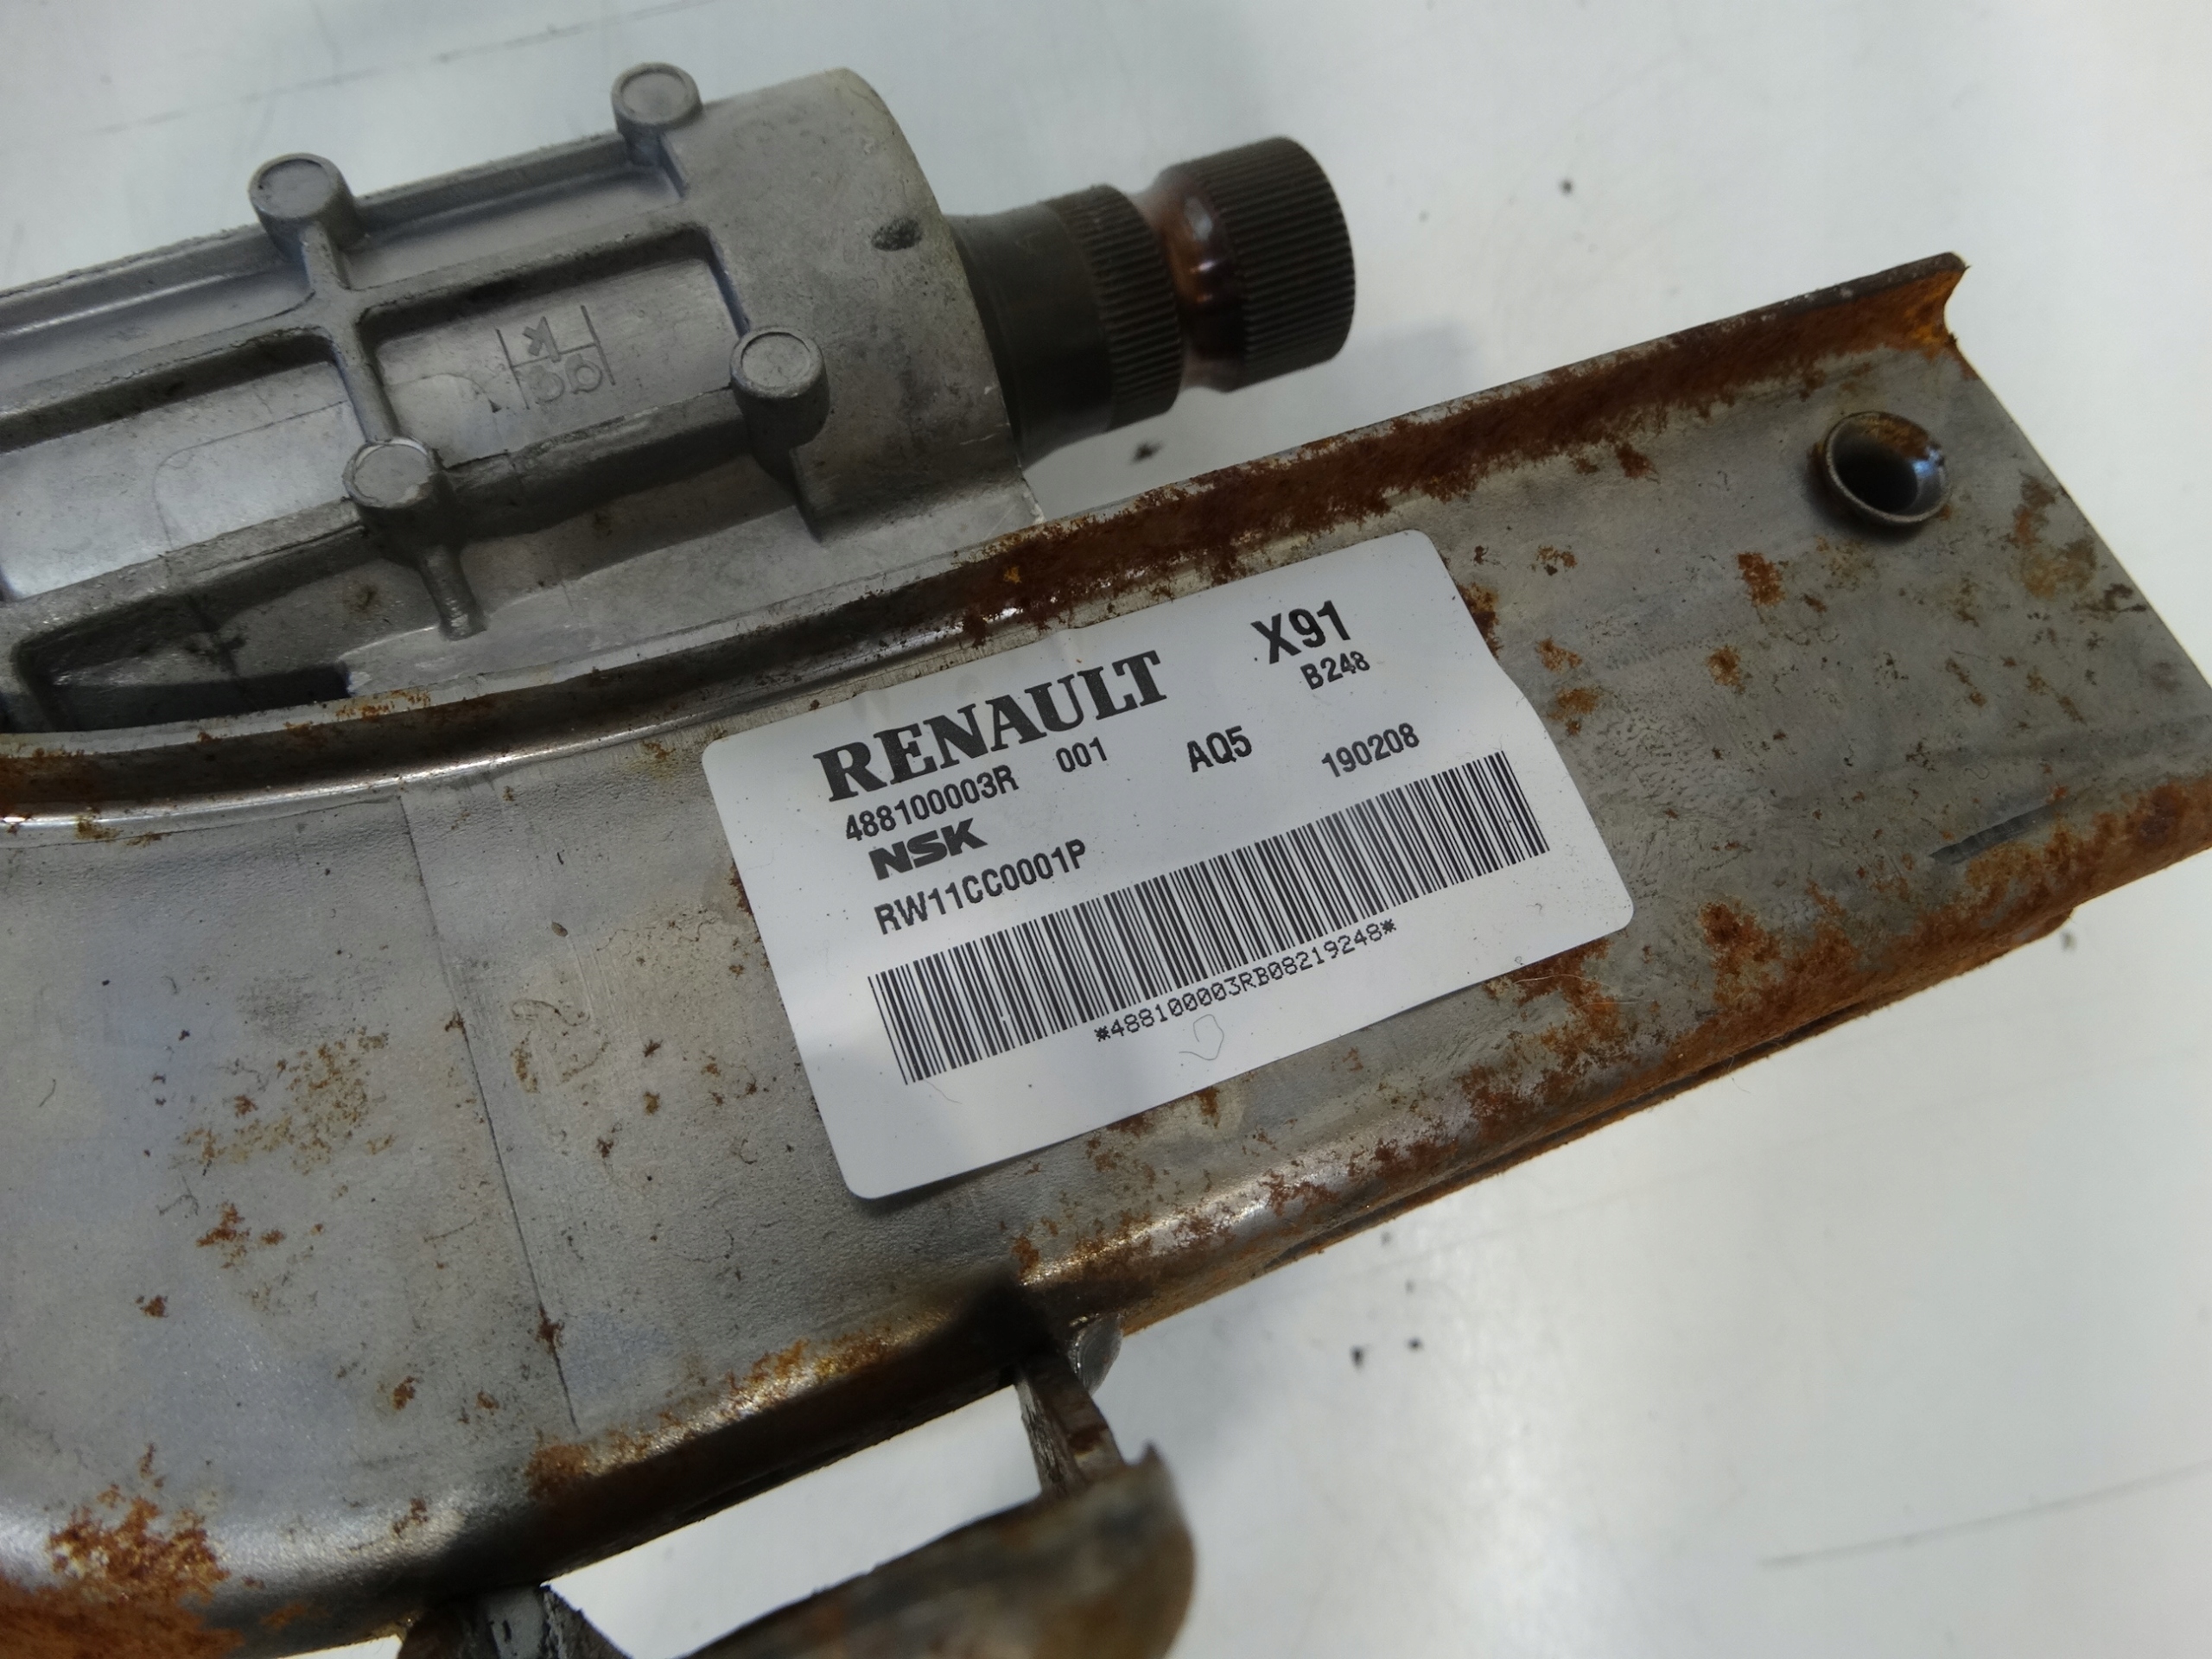 RENAULT X91
B248
488100003R 001 AQ5 190208
NSK
RW11CC0001P
*488100003RB08219248*